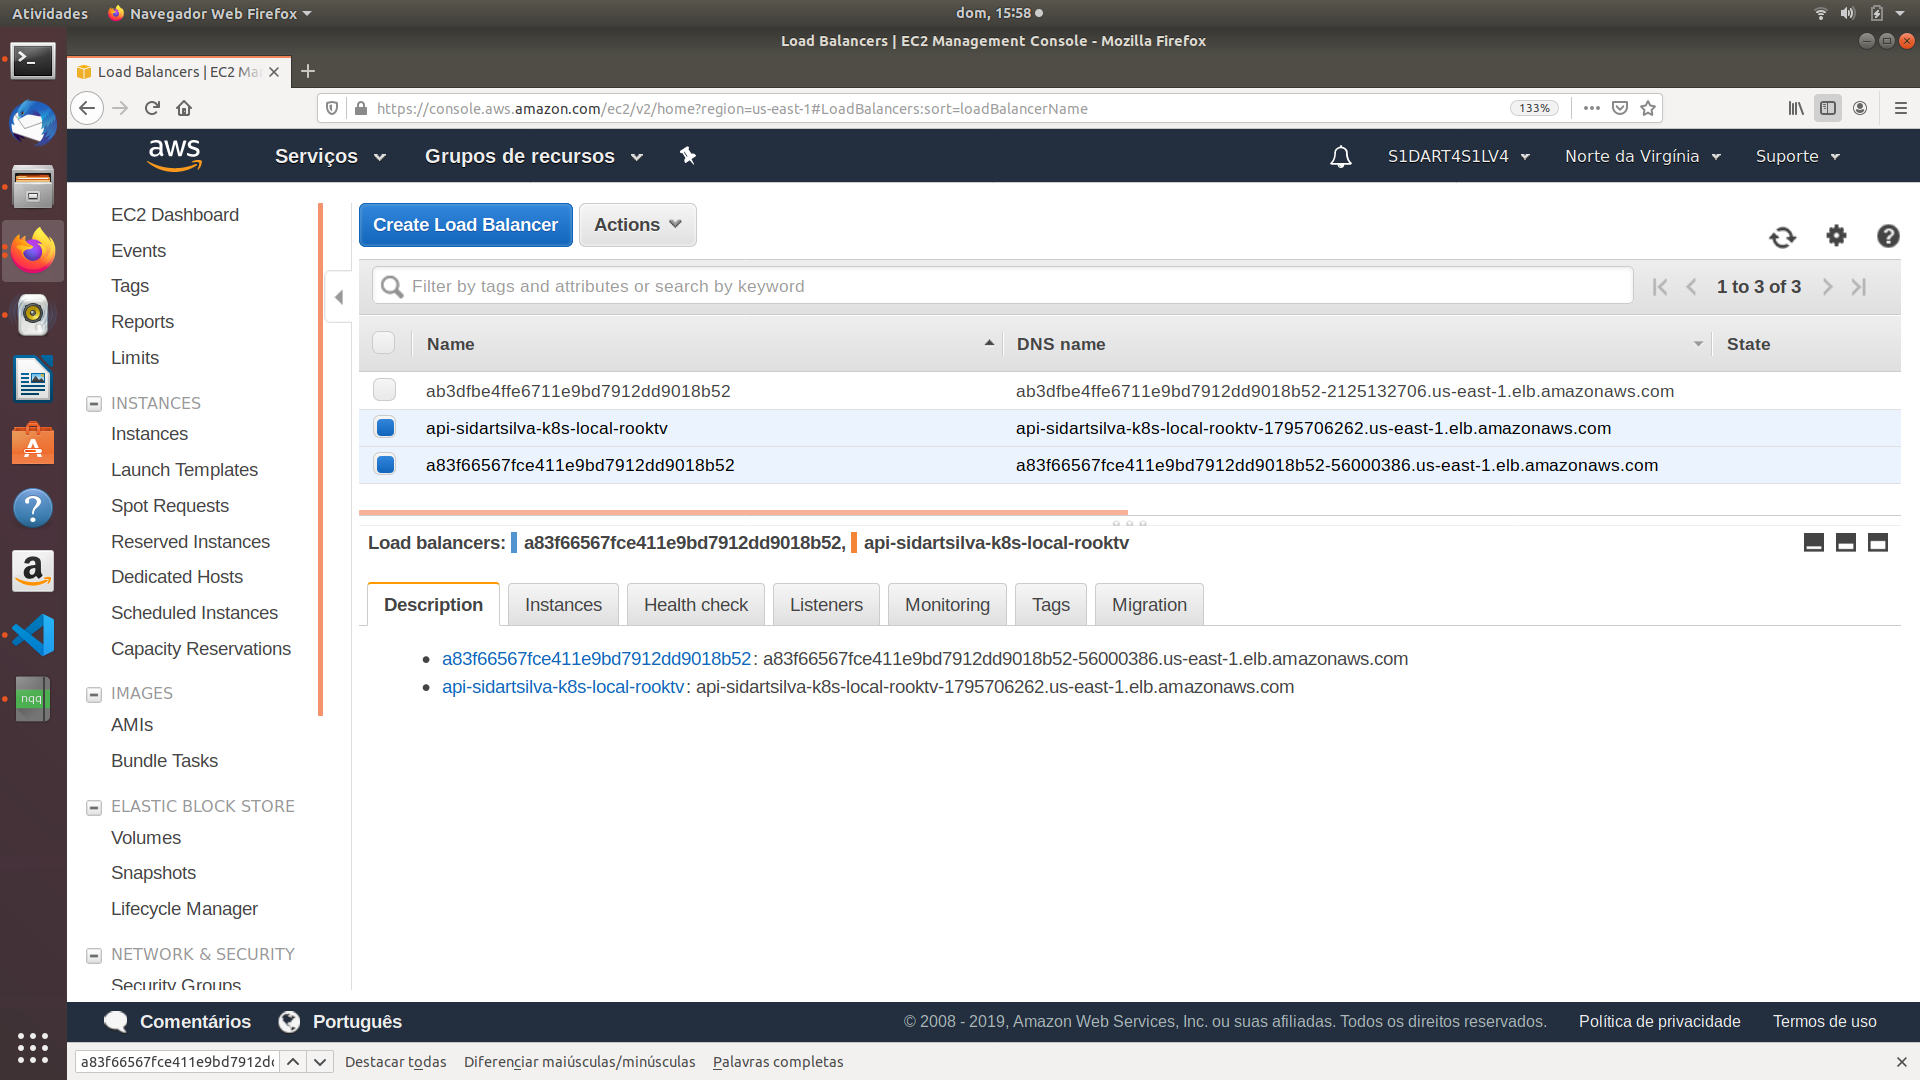 Atividades
Navegador Web Firefox
dom, 15:58
Load Balancers | EC2 Management Console - Mozilla Firefox
Load Balancers | EC2 Ma
https://console.aws.amazon.com/ec2/v2/home?region=us-east-1#LoadBalancers:sort=loadBalancerName
133%
aws
Serviços
Grupos de recursos
S1DART4S1LV4
Norte da Virgínia
Suporte
EC2 Dashboard
Events
Tags
Reports
Limits
INSTANCES
Instances
Launch Templates
Spot Requests
Reserved Instances
Dedicated Hosts
Scheduled Instances
Capacity Reservations
IMAGES
AMIs
Bundle Tasks
ELASTIC BLOCK STORE
Volumes
Snapshots
Lifecycle Manager
NETWORK & SECURITY
Security Groups
Create Load Balancer
Actions
Filter by tags and attributes or search by keyword
1 to 3 of 3
Name DNS name State
ab3dfbe4ffe6711e9bd7912dd9018b52 ab3dfbe4ffe6711e9bd7912dd9018b52-2125132706.us-east-1.elb.amazonaws.com
api-sidartsilva-k8s-local-rooktv api-sidartsilva-k8s-local-rooktv-1795706262.us-east-1.elb.amazonaws.com
a83f66567fce411e9bd7912dd9018b52 a83f66567fce411e9bd7912dd9018b52-56000386.us-east-1.elb.amazonaws.com
Load balancers: a83f66567fce411e9bd7912dd9018b52, api-sidartsilva-k8s-local-rooktv
Description Instances Health check Listeners Monitoring Tags Migration
• a83f66567fce411e9bd7912dd9018b52: a83f66567fce411e9bd7912dd9018b52-56000386.us-east-1.elb.amazonaws.com
• api-sidartsilva-k8s-local-rooktv: api-sidartsilva-k8s-local-rooktv-1795706262.us-east-1.elb.amazonaws.com
nqq
Comentários
Português
© 2008 - 2019, Amazon Web Services, Inc. ou suas afiliadas. Todos os direitos reservados.
Política de privacidade
Termos de uso
a83f66567fce411e9bd7912dc
Destacar todas
Diferenciar maiúsculas/minúsculas
Palavras completas